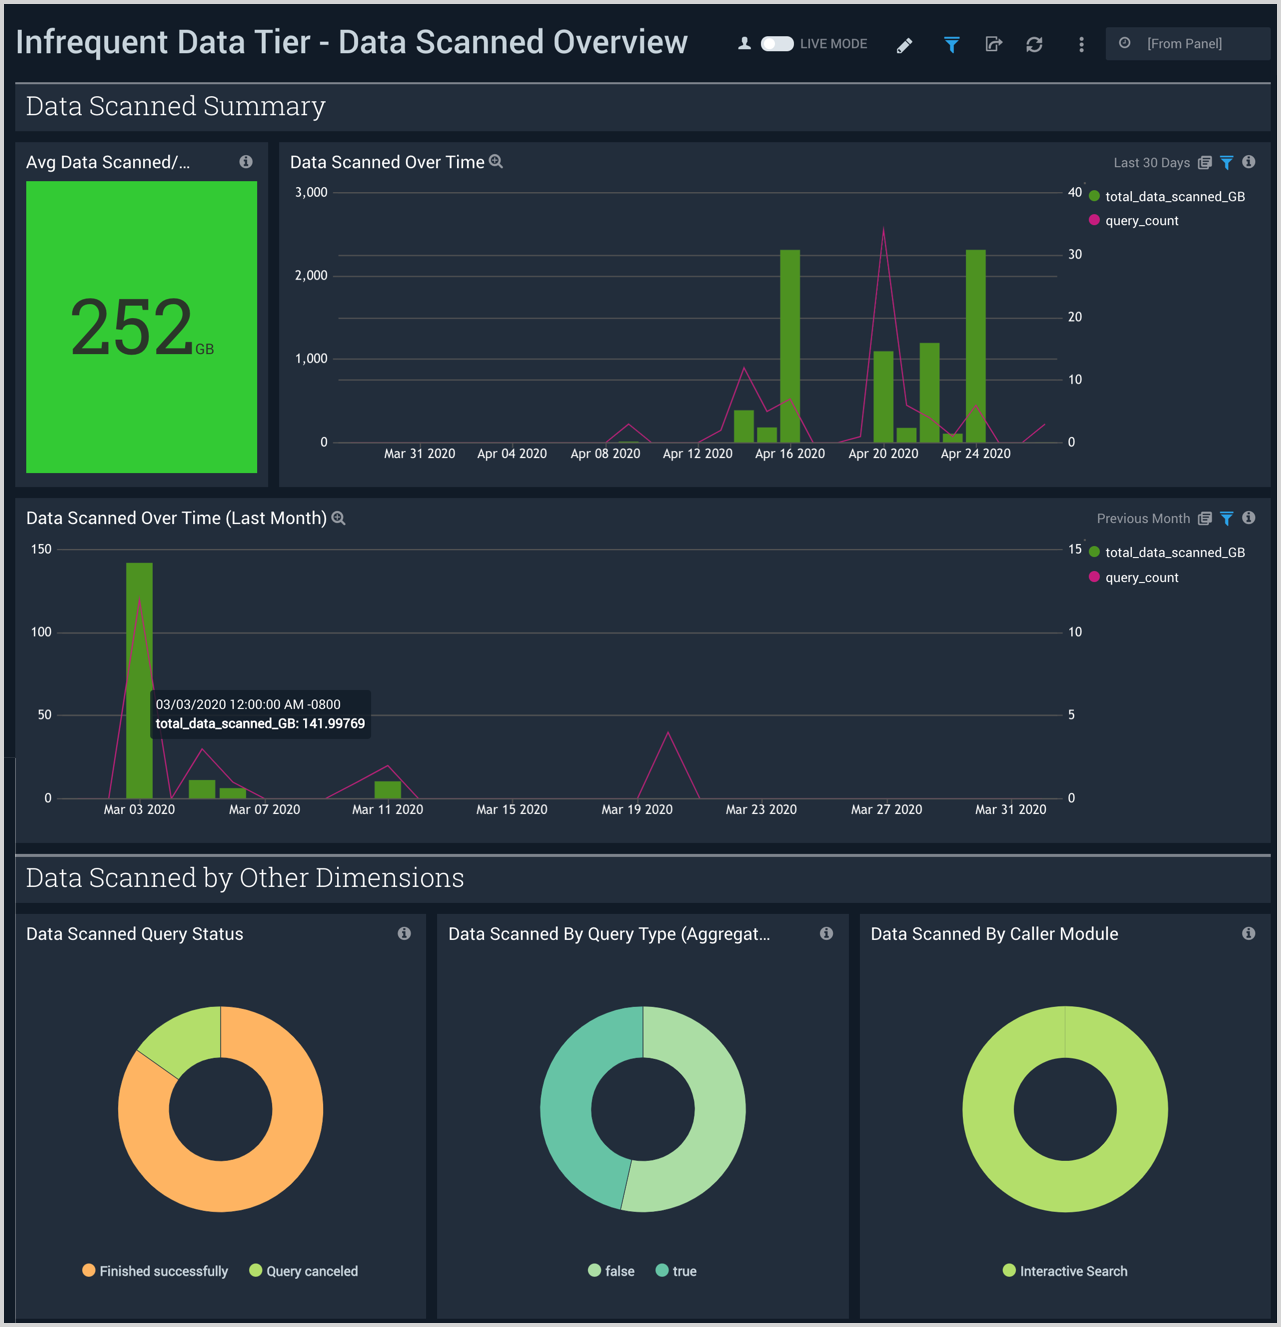 Infrequent Data Tier - Data Scanned Overview
LIVE MODE
[From Panel]
Data Scanned Summary
Avg Data Scanned/...
252 GB
Data Scanned Over Time
Last 30 Days
3,000
2,000
1,000
0
40
30
20
10
0
total_data_scanned_GB
query_count
Mar 31 2020 Apr 04 2020 Apr 08 2020 Apr 12 2020 Apr 16 2020 Apr 20 2020 Apr 24 2020
Data Scanned Over Time (Last Month)
Previous Month
150
100
50
0
15
10
5
0
total_data_scanned_GB
query_count
03/03/2020 12:00:00 AM -0800
total_data_scanned_GB: 141.99769
Mar 03 2020 Mar 07 2020 Mar 11 2020 Mar 15 2020 Mar 19 2020 Mar 23 2020 Mar 27 2020 Mar 31 2020
Data Scanned by Other Dimensions
Data Scanned Query Status
Finished successfully Query canceled
Data Scanned By Query Type (Aggregat...
false true
Data Scanned By Caller Module
Interactive Search